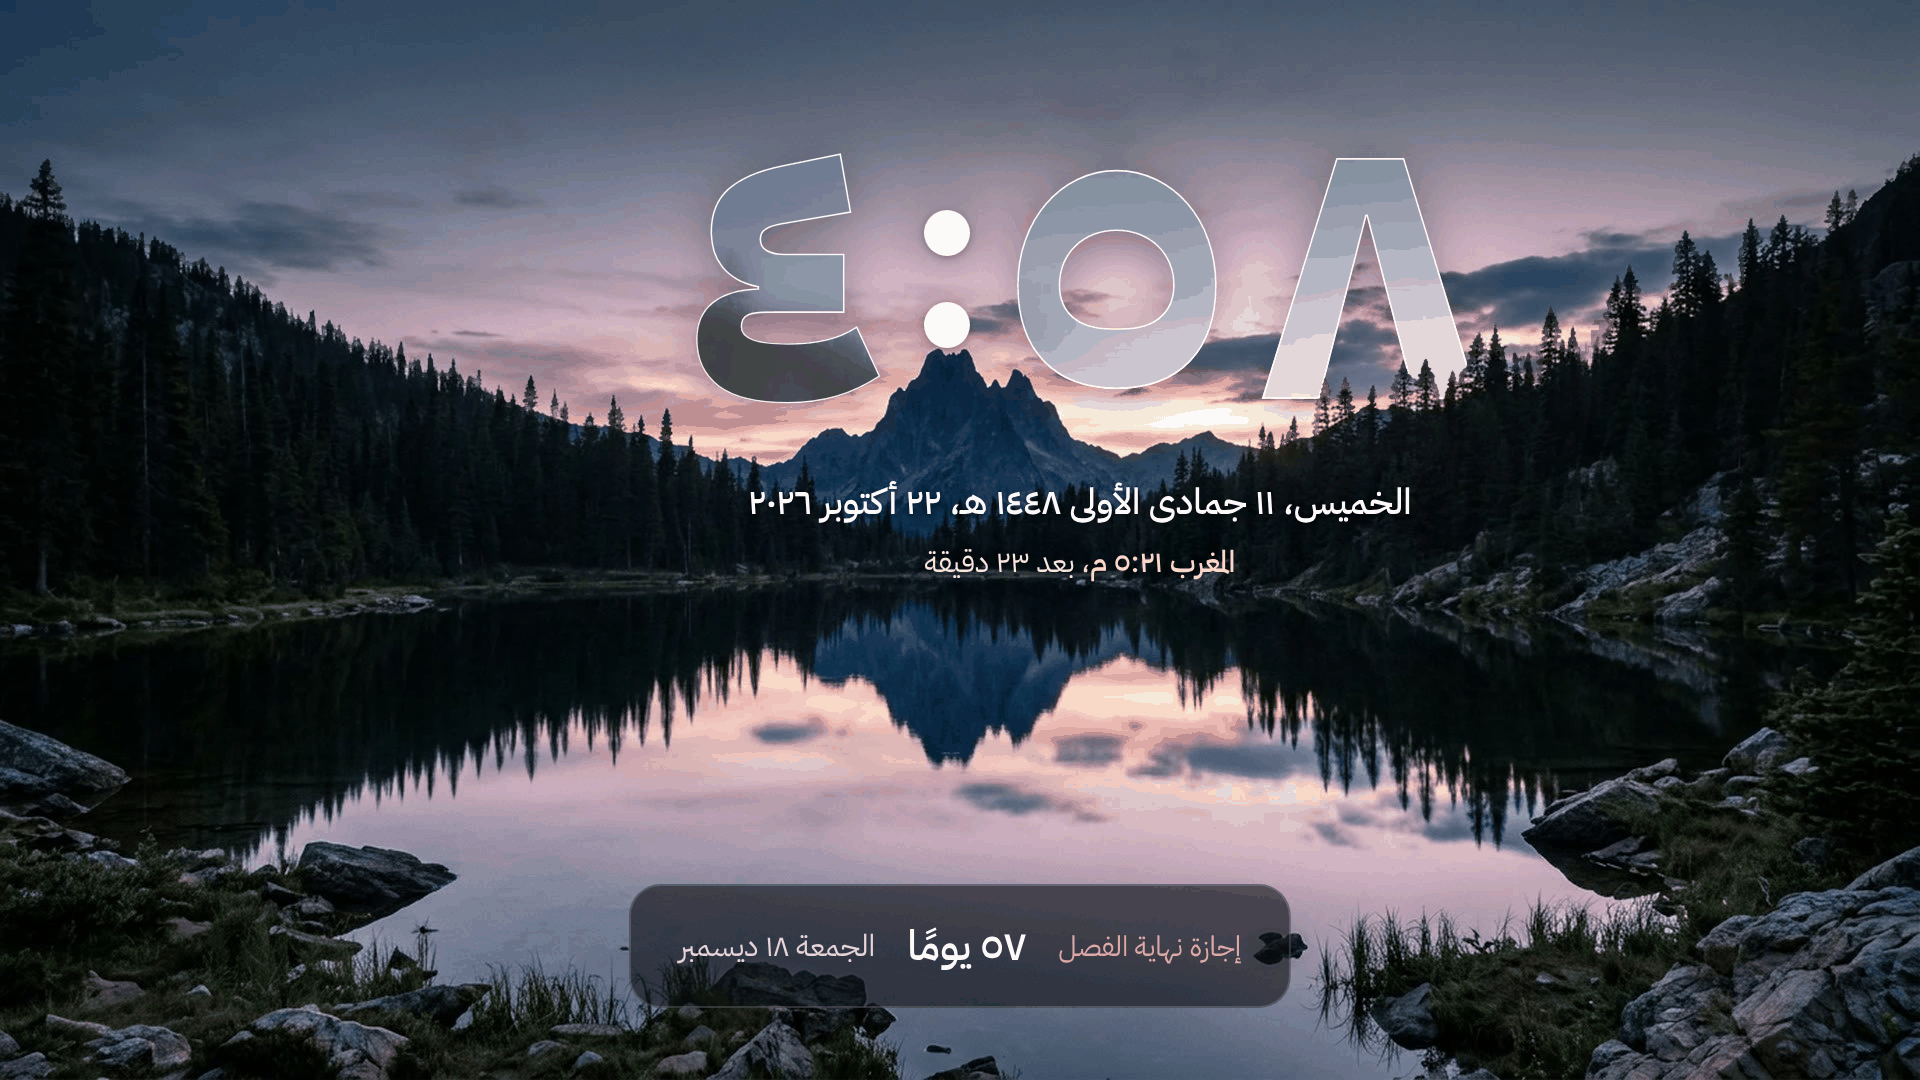 ٤:٥٨
الخميس، ١١ جمادى الأولى ١٤٤٨ هـ، ٢٢ أكتوبر ٢٠٢٦
المغرب ٥:٢١ م، بعد ٢٣ دقيقة
إجازة نهاية الفصل ٥٧ يومًا الجمعة ١٨ ديسمبر